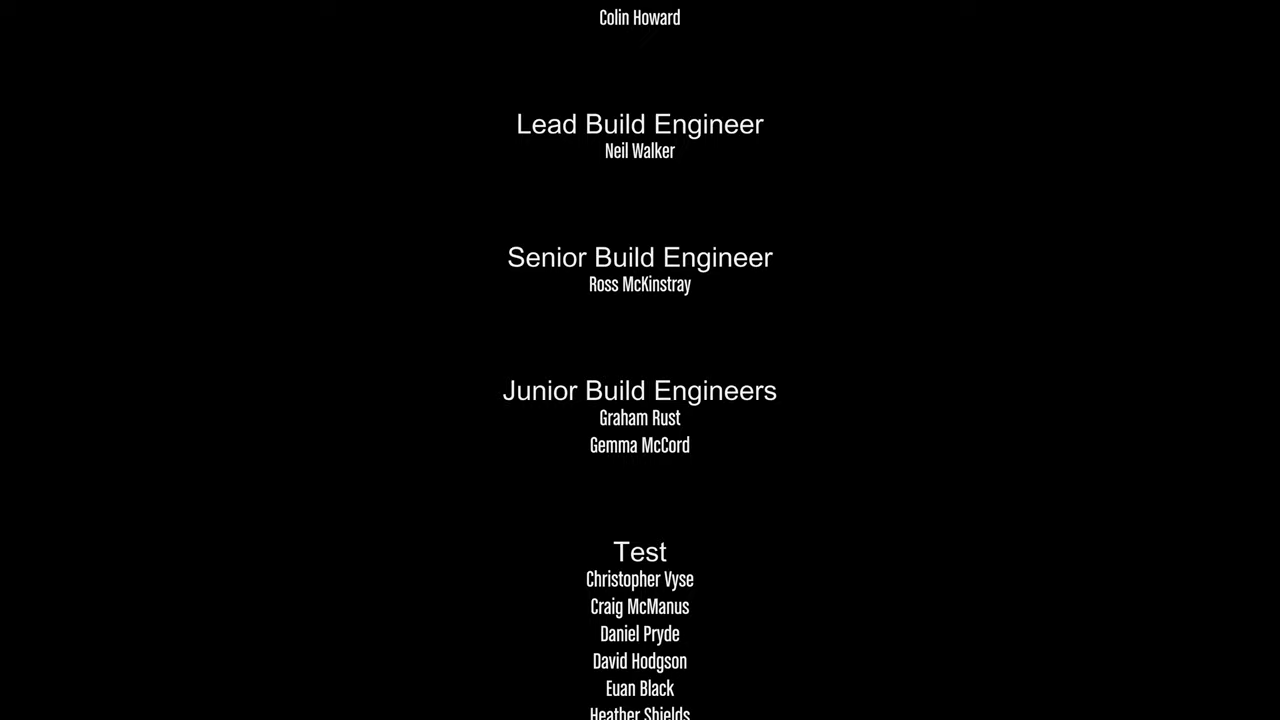 Colin Howard
Lead Build Engineer
Neil Walker
Senior Build Engineer
Ross McKinstray
Junior Build Engineers
Graham Rust
Gemma McCord
Test
Christopher Vyse
Craig McManus
Daniel Pryde
David Hodgson
Euan Black
Heather Shields